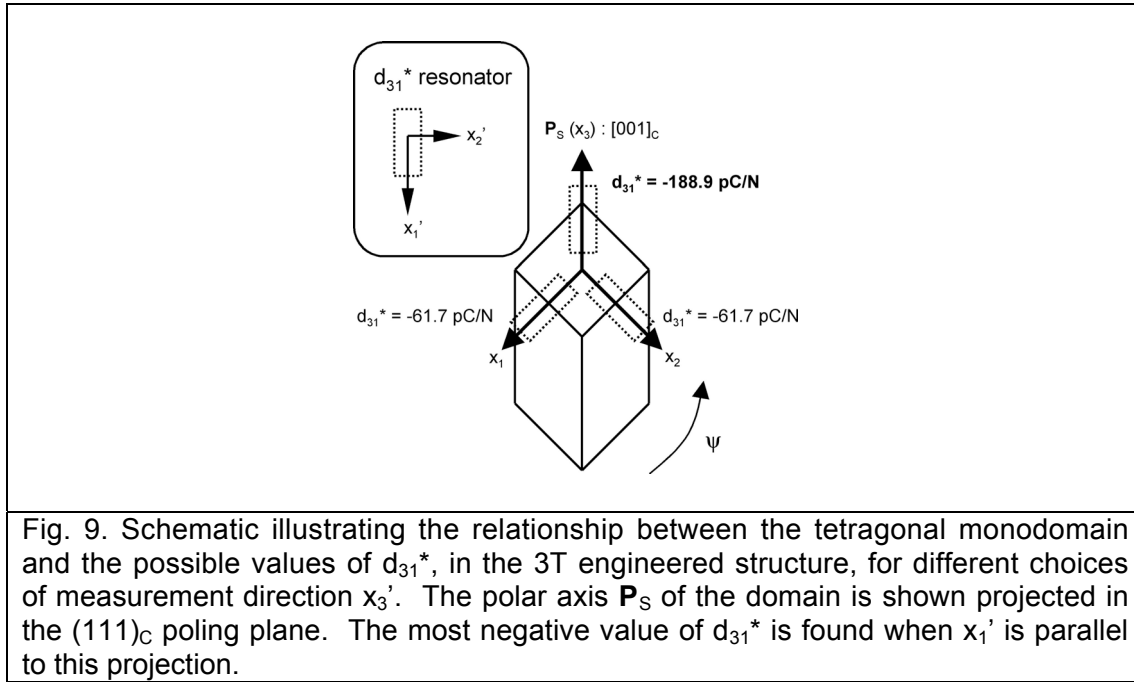 d31* resonator
x2'
x1'
PS (x3) : [001]C
d31* = -188.9 pC/N
d31* = -61.7 pC/N
d31* = -61.7 pC/N
x1
x2
ψ
Fig. 9. Schematic illustrating the relationship between the tetragonal monodomain
and the possible values of d31*, in the 3T engineered structure, for different choices
of measurement direction x3'. The polar axis PS of the domain is shown projected in
the (111)C poling plane. The most negative value of d31* is found when x1' is parallel
to this projection.